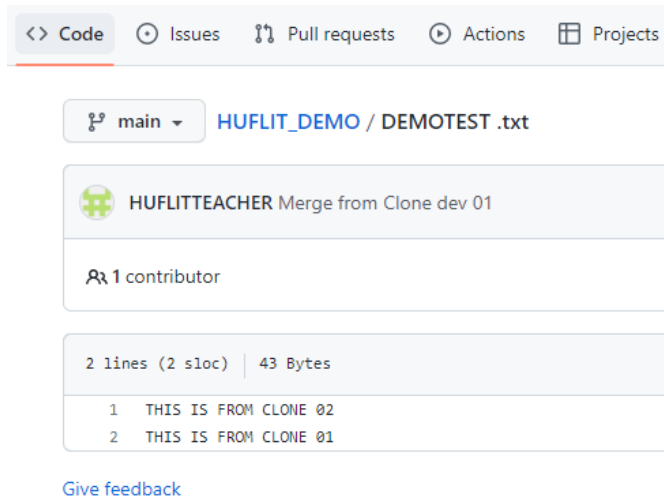 <> Code Issues Pull requests Actions Projects
main HUFLIT_DEMO / DEMOTEST .txt
HUFLITTEACHER Merge from Clone dev 01
1 contributor
2 lines (2 sloc) 43 Bytes
1 THIS IS FROM CLONE 02
2 THIS IS FROM CLONE 01
Give feedback